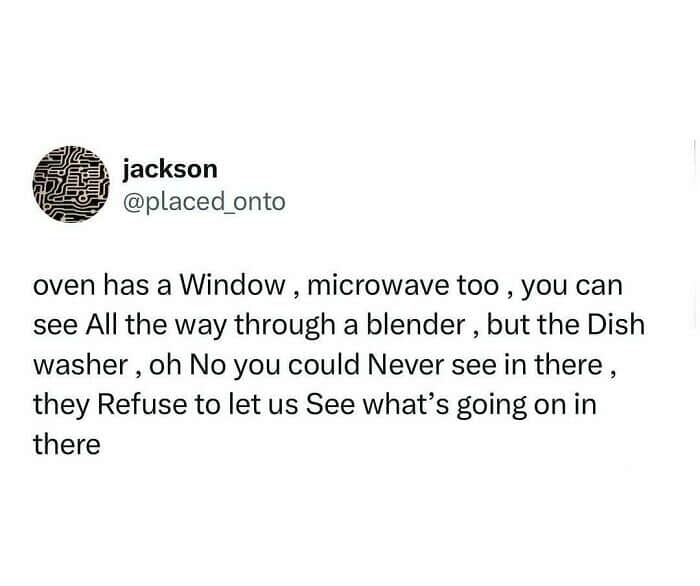 jackson
@placed_onto
oven has a Window , microwave too , you can
see All the way through a blender , but the Dish
washer , oh No you could Never see in there ,
they Refuse to let us See what’s going on in
there